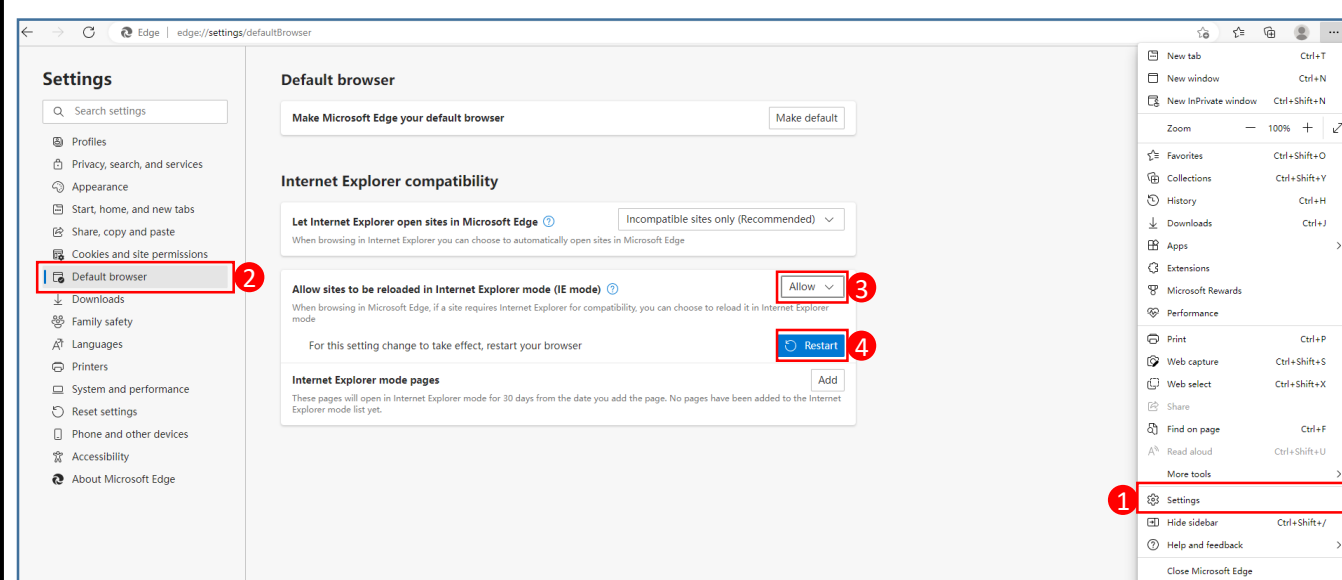 Edge | edge://settings/defaultBrowser
Settings
Search settings
Profiles
Privacy, search, and services
Appearance
Start, home, and new tabs
Share, copy and paste
Cookies and site permissions
Default browser
2
Downloads
Family safety
Languages
Printers
System and performance
Reset settings
Phone and other devices
Accessibility
About Microsoft Edge
Default browser
Make Microsoft Edge your default browser
Make default
Internet Explorer compatibility
Let Internet Explorer open sites in Microsoft Edge
Incompatible sites only (Recommended)
When browsing in Internet Explorer you can choose to automatically open sites in Microsoft Edge
Allow sites to be reloaded in Internet Explorer mode (IE mode)
Allow
3
When browsing in Microsoft Edge, if a site requires Internet Explorer for compatibility, you can choose to reload it in Internet Explorer
mode
For this setting change to take effect, restart your browser
Restart
4
Internet Explorer mode pages
Add
These pages will open in Internet Explorer mode for 30 days from the date you add the page. No pages have been added to the Internet
Explorer mode list yet.
New tab Ctrl+T
New window Ctrl+N
New InPrivate window Ctrl+Shift+N
Zoom — 100% +
Favorites Ctrl+Shift+O
Collections Ctrl+Shift+Y
History Ctrl+H
Downloads Ctrl+J
Apps
Extensions
Microsoft Rewards
Performance
Print Ctrl+P
Web capture Ctrl+Shift+S
Web select Ctrl+Shift+X
Share
Find on page Ctrl+F
Read aloud Ctrl+Shift+U
More tools
1
Settings
Hide sidebar Ctrl+Shift+/
Help and feedback
Close Microsoft Edge